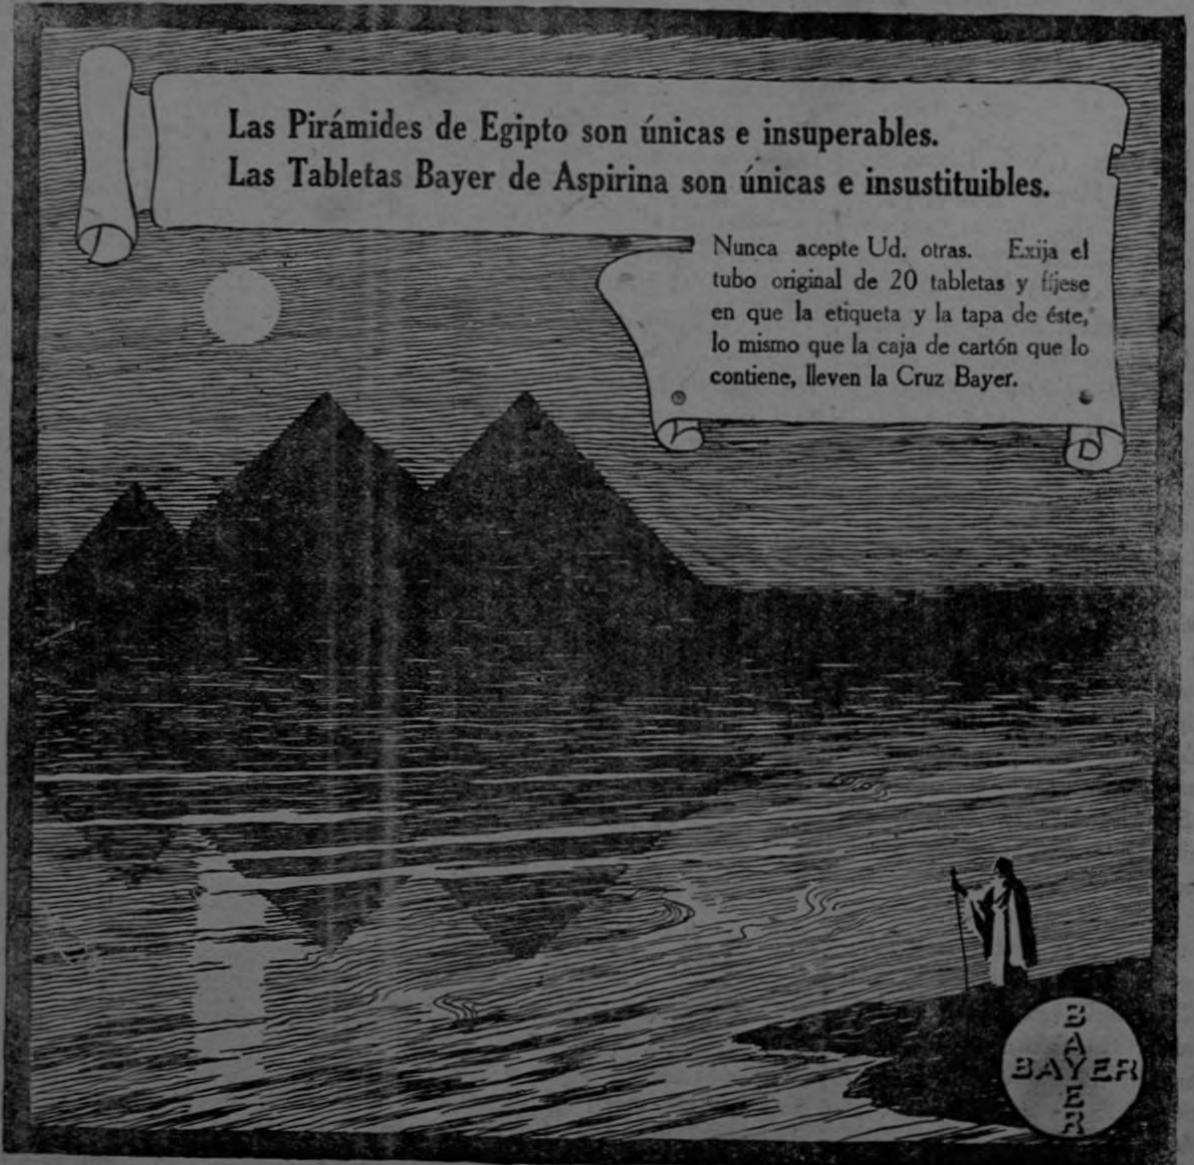 Las Pirámides de Egipto son únicas e insuperables.
Las Tabletas Bayer de Aspirina son únicas e insustituibles.
Nunca acepte Ud. otras. Exija el
tubo original de 20 tabletas y fíjese
en que la etiqueta y la tapa de éste,
lo mismo que la caja de cartón que lo
contiene, lleven la Cruz Bayer.
BAYER
BAYER